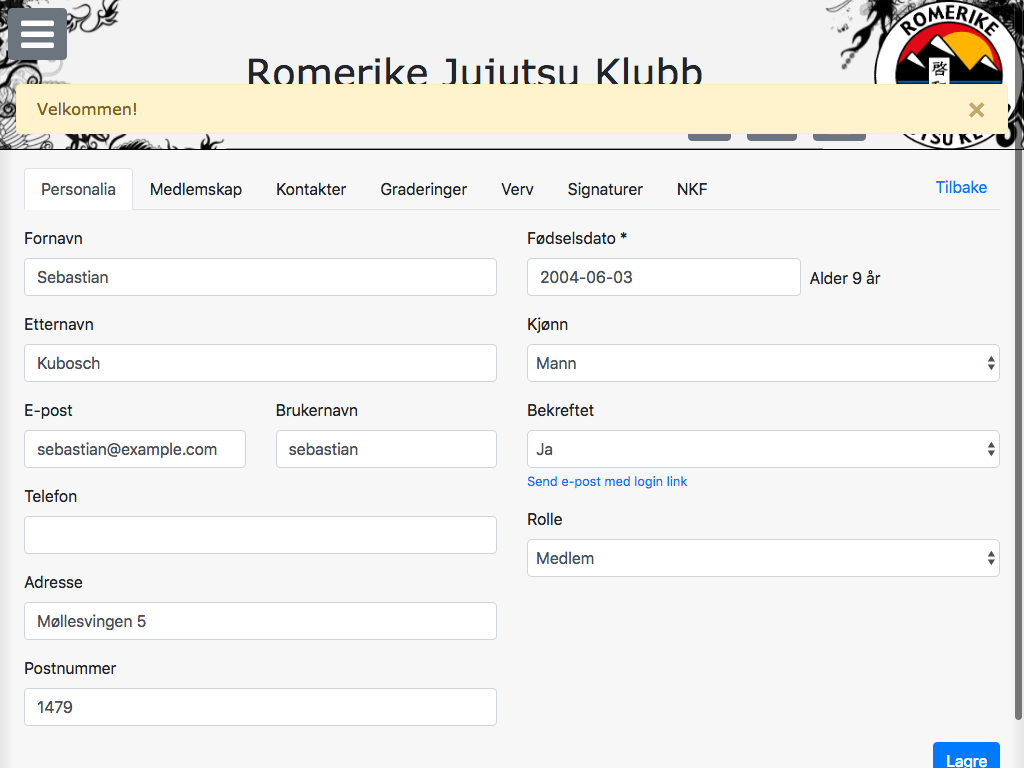 ROMERIKE
Romerike Jujutsu Klubb
啓
Velkommen!
×
Personalia
Medlemskap
Kontakter
Graderinger
Verv
Signaturer
NKF
Tilbake
Fornavn
Sebastian
Fødselsdato *
2004-06-03
Alder 9 år
Etternavn
Kubosch
Kjønn
Mann
E-post
sebastian@example.com
Brukernavn
sebastian
Bekreftet
Ja
Send e-post med login link
Telefon
Rolle
Medlem
Adresse
Møllesvingen 5
Postnummer
1479
Lagre